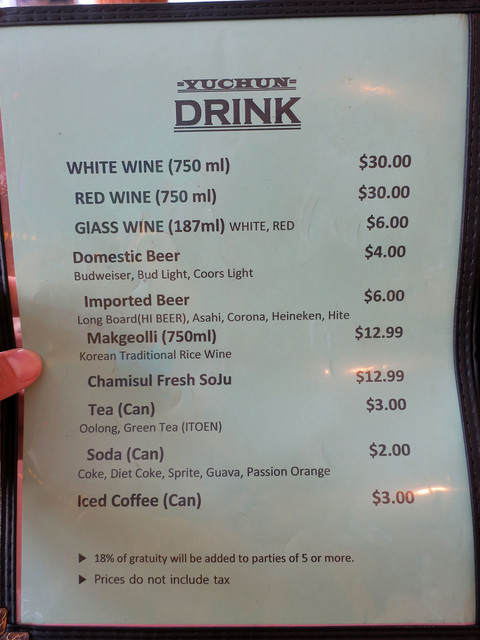 YUCHUN
DRINK
WHITE WINE (750 ml) $30.00
RED WINE (750 ml) $30.00
GlASS WINE (187ml) WHITE, RED $6.00
Domestic Beer $4.00
Budweiser, Bud Light, Coors Light
Imported Beer $6.00
Long Board(HI BEER), Asahi, Corona, Heineken, Hite
Makgeolli (750ml) $12.99
Korean Traditional Rice Wine
Chamisul Fresh SoJu $12.99
Tea (Can) $3.00
Oolong, Green Tea (ITOEN)
Soda (Can) $2.00
Coke, Diet Coke, Sprite, Guava, Passion Orange
Iced Coffee (Can) $3.00
▶ 18% of gratuity will be added to parties of 5 or more.
▶ Prices do not include tax